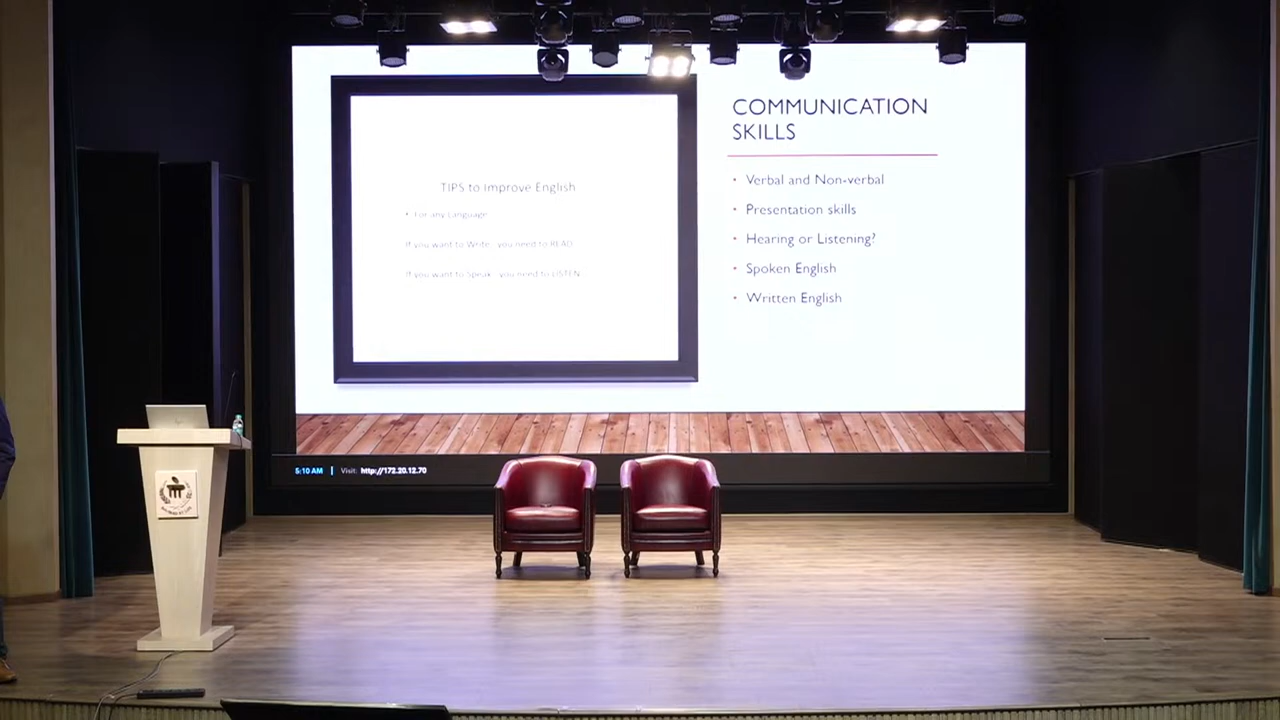 TIPS to Improve English
• For any Language
If you want to Write , you need to READ
If you want to Speak , you need to LISTEN
COMMUNICATION
SKILLS
• Verbal and Non-verbal
• Presentation skills
• Hearing or Listening?
• Spoken English
• Written English
5:10 AM | Visit: http://172.20.12.70